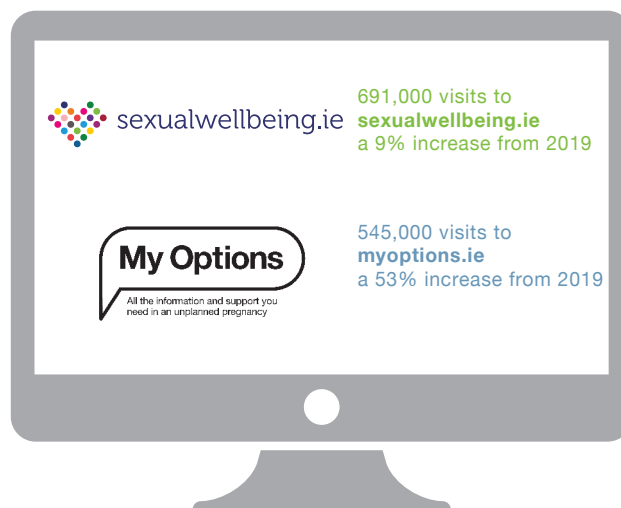 sexualwellbeing.ie
691,000 visits to
sexualwellbeing.ie
a 9% increase from 2019
My Options
All the information and support you
need in an unplanned pregnancy
545,000 visits to
myoptions.ie
a 53% increase from 2019